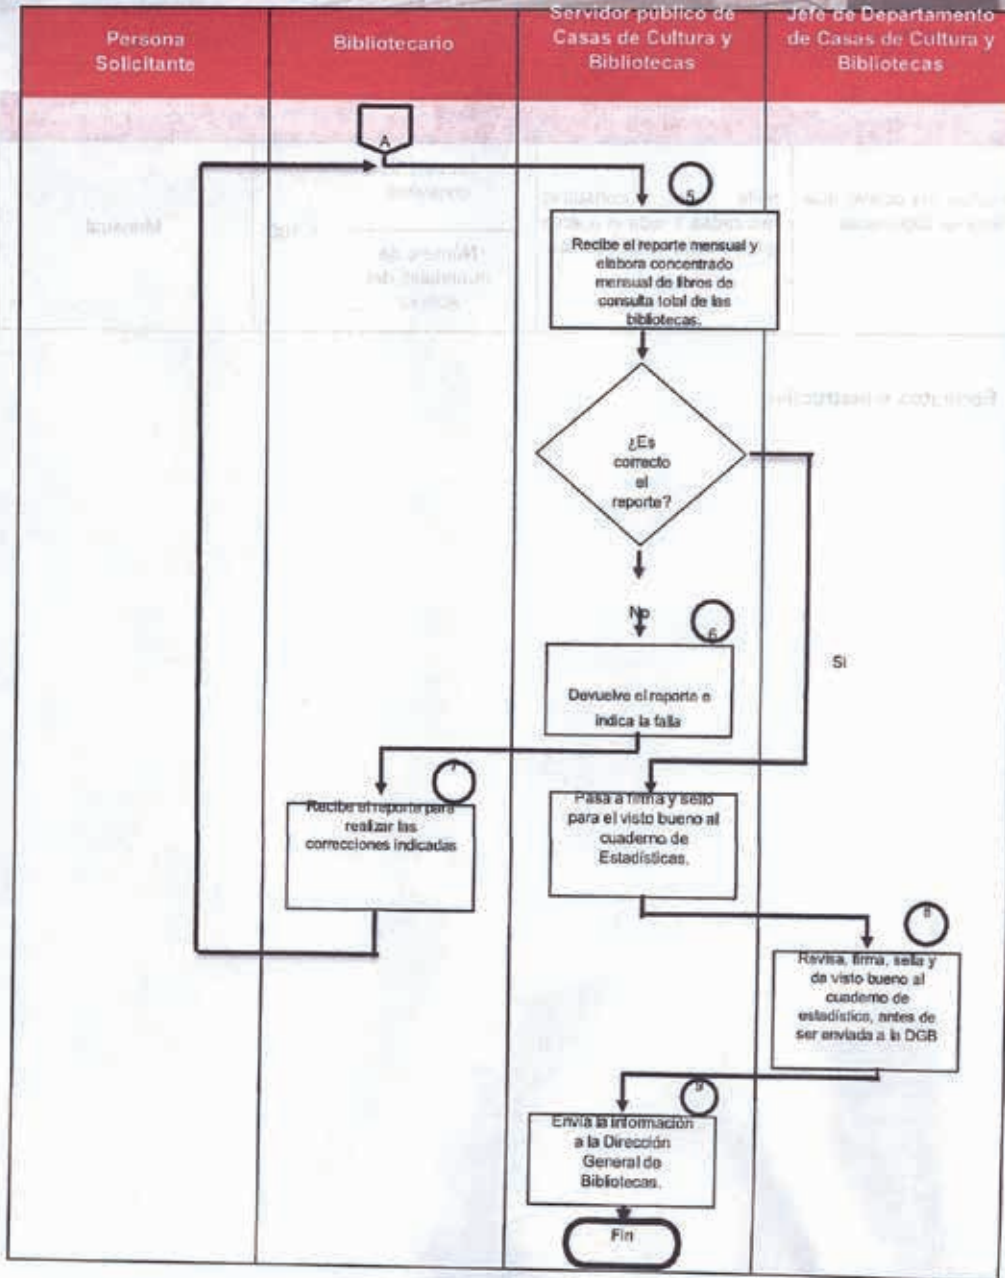 Persona
Solicitante
Bibliotecario
Servidor público de
Casas de Cultura y
Bibliotecas
Jefe de Departamento
de Casas de Cultura y
Bibliotecas
A
5
Recibe el reporte mensual y
elabora concentrado
mensual de libros de
consulta total de las
bibliotecas.
¿Es
correcto
el
reporte?
No
Si
6
Devuelve el reporte e
indica la falla
7
Recibe el reporte para
realizar las
correcciones indicadas
Pasa a firma y sello
para el visto bueno al
cuaderno de
Estadísticas.
8
Revisa, firma, sella y
da visto bueno al
cuaderno de
estadística, antes de
ser enviada a la DGB
9
Envía la información
a la Dirección
General de
Bibliotecas.
Fin